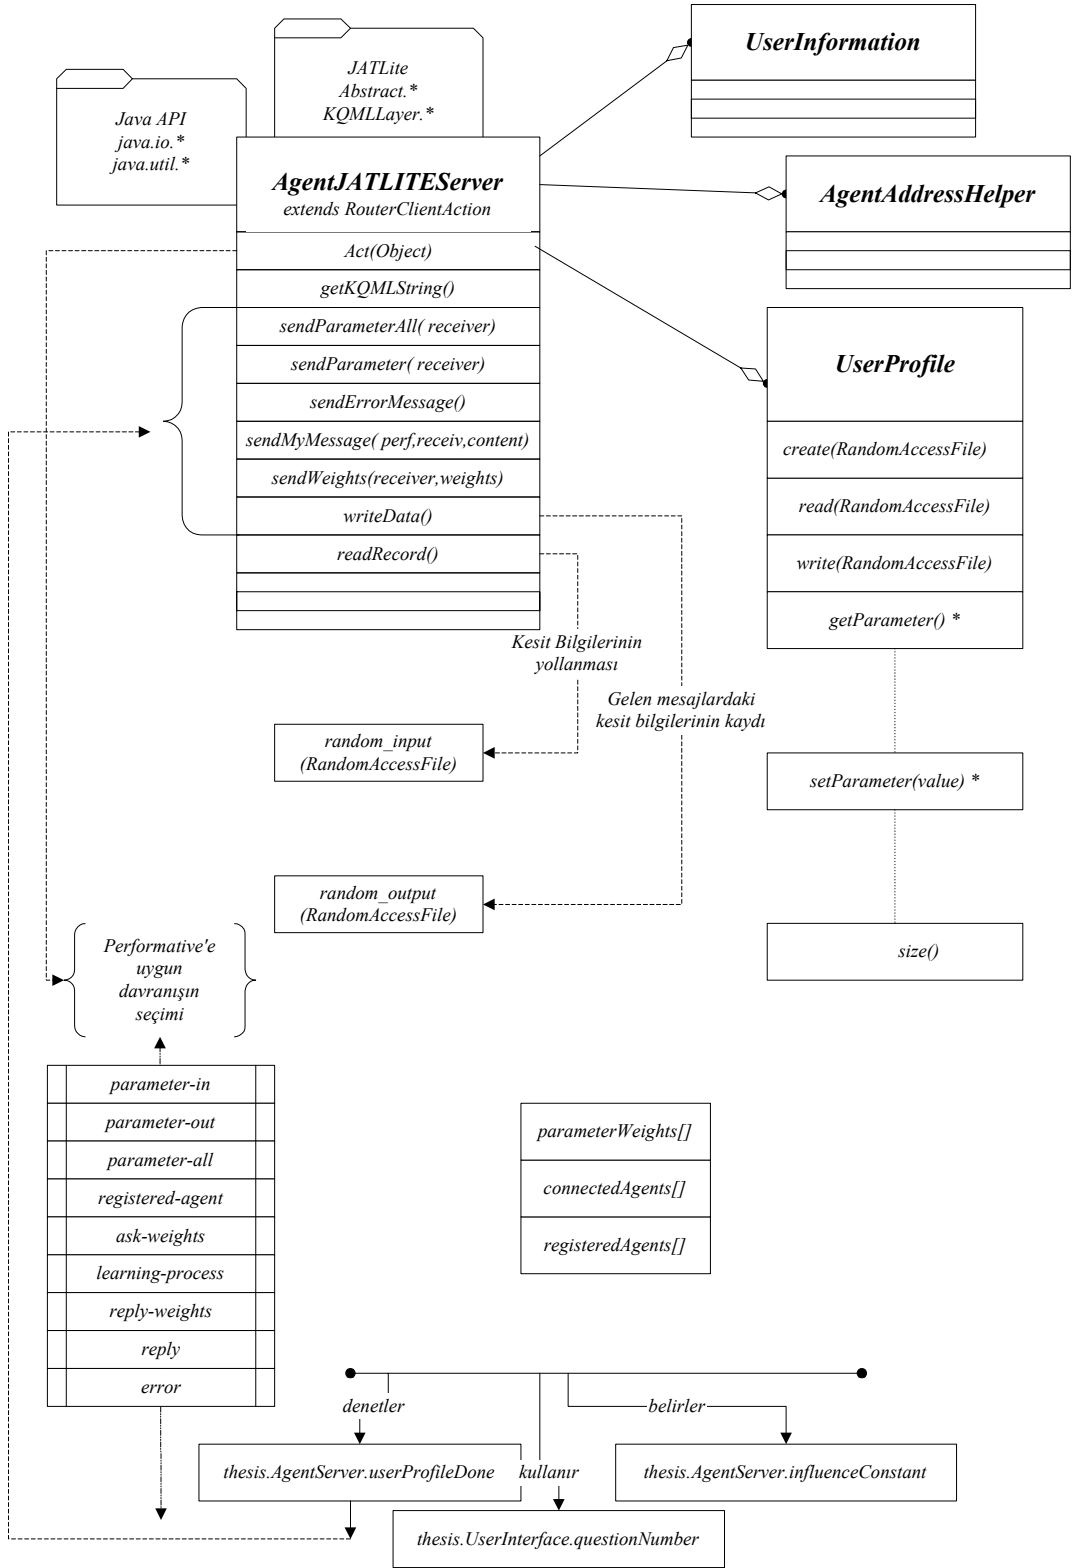 JATLite
Abstract.*
KQMLLayer.*
Java API
java.io.*
java.util.*
UserInformation
AgentJATLITEServer
extends RouterClientAction
AgentAddressHelper
Act(Object)
getKQMLString()
sendParameterAll( receiver)
sendParameter( receiver)
sendErrorMessage()
sendMyMessage( perf,receiv,content)
sendWeights(receiver,weights)
writeData()
readRecord()
UserProfile
create(RandomAccessFile)
read(RandomAccessFile)
write(RandomAccessFile)
getParameter() *
setParameter(value) *
size()
Kesit Bilgilerinin
yollanması
Gelen mesajlardaki
kesit bilgilerinin kaydı
random_input
(RandomAccessFile)
random_output
(RandomAccessFile)
Performative'e
uygun
davranışın
seçimi
parameter-in
parameter-out
parameter-all
registered-agent
ask-weights
learning-process
reply-weights
reply
error
parameterWeights[]
connectedAgents[]
registeredAgents[]
denetler
belirler
thesis.AgentServer.userProfileDone
kullanır
thesis.AgentServer.influenceConstant
thesis.UserInterface.questionNumber